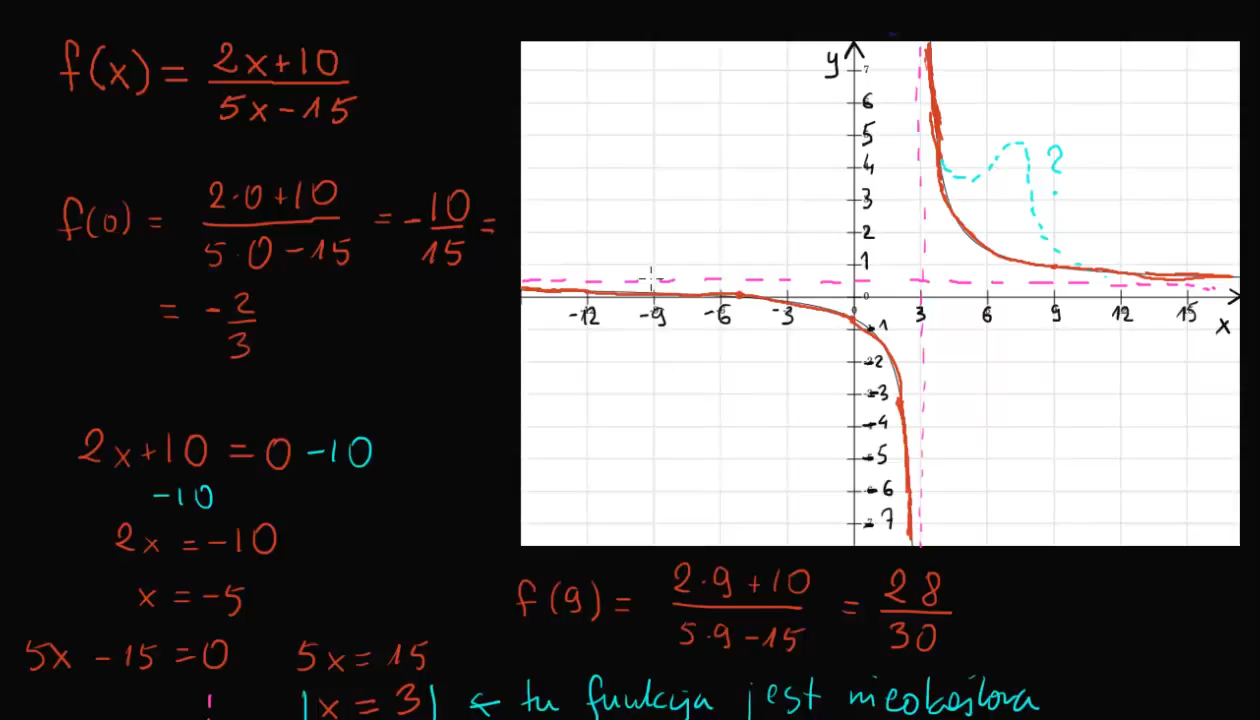 f(x) = (2x+10)/(5x-15)
f(0) = (2·0+10)/(5·0-15) = -10/15 =
= -2/3
2x+10 = 0 -10
-10
2x = -10
x = -5
5x - 15 = 0 5x = 15
|x = 3| ← tu funkcja jest nieokreślona
y
7
6
5
4
3
2
1
0
-12 -9 -6 -3 0 3 6 9 12 15 x
-1
-2
-3
-4
-5
-6
-7
?
f(9) = (2·9+10)/(5·9-15) = 28/30